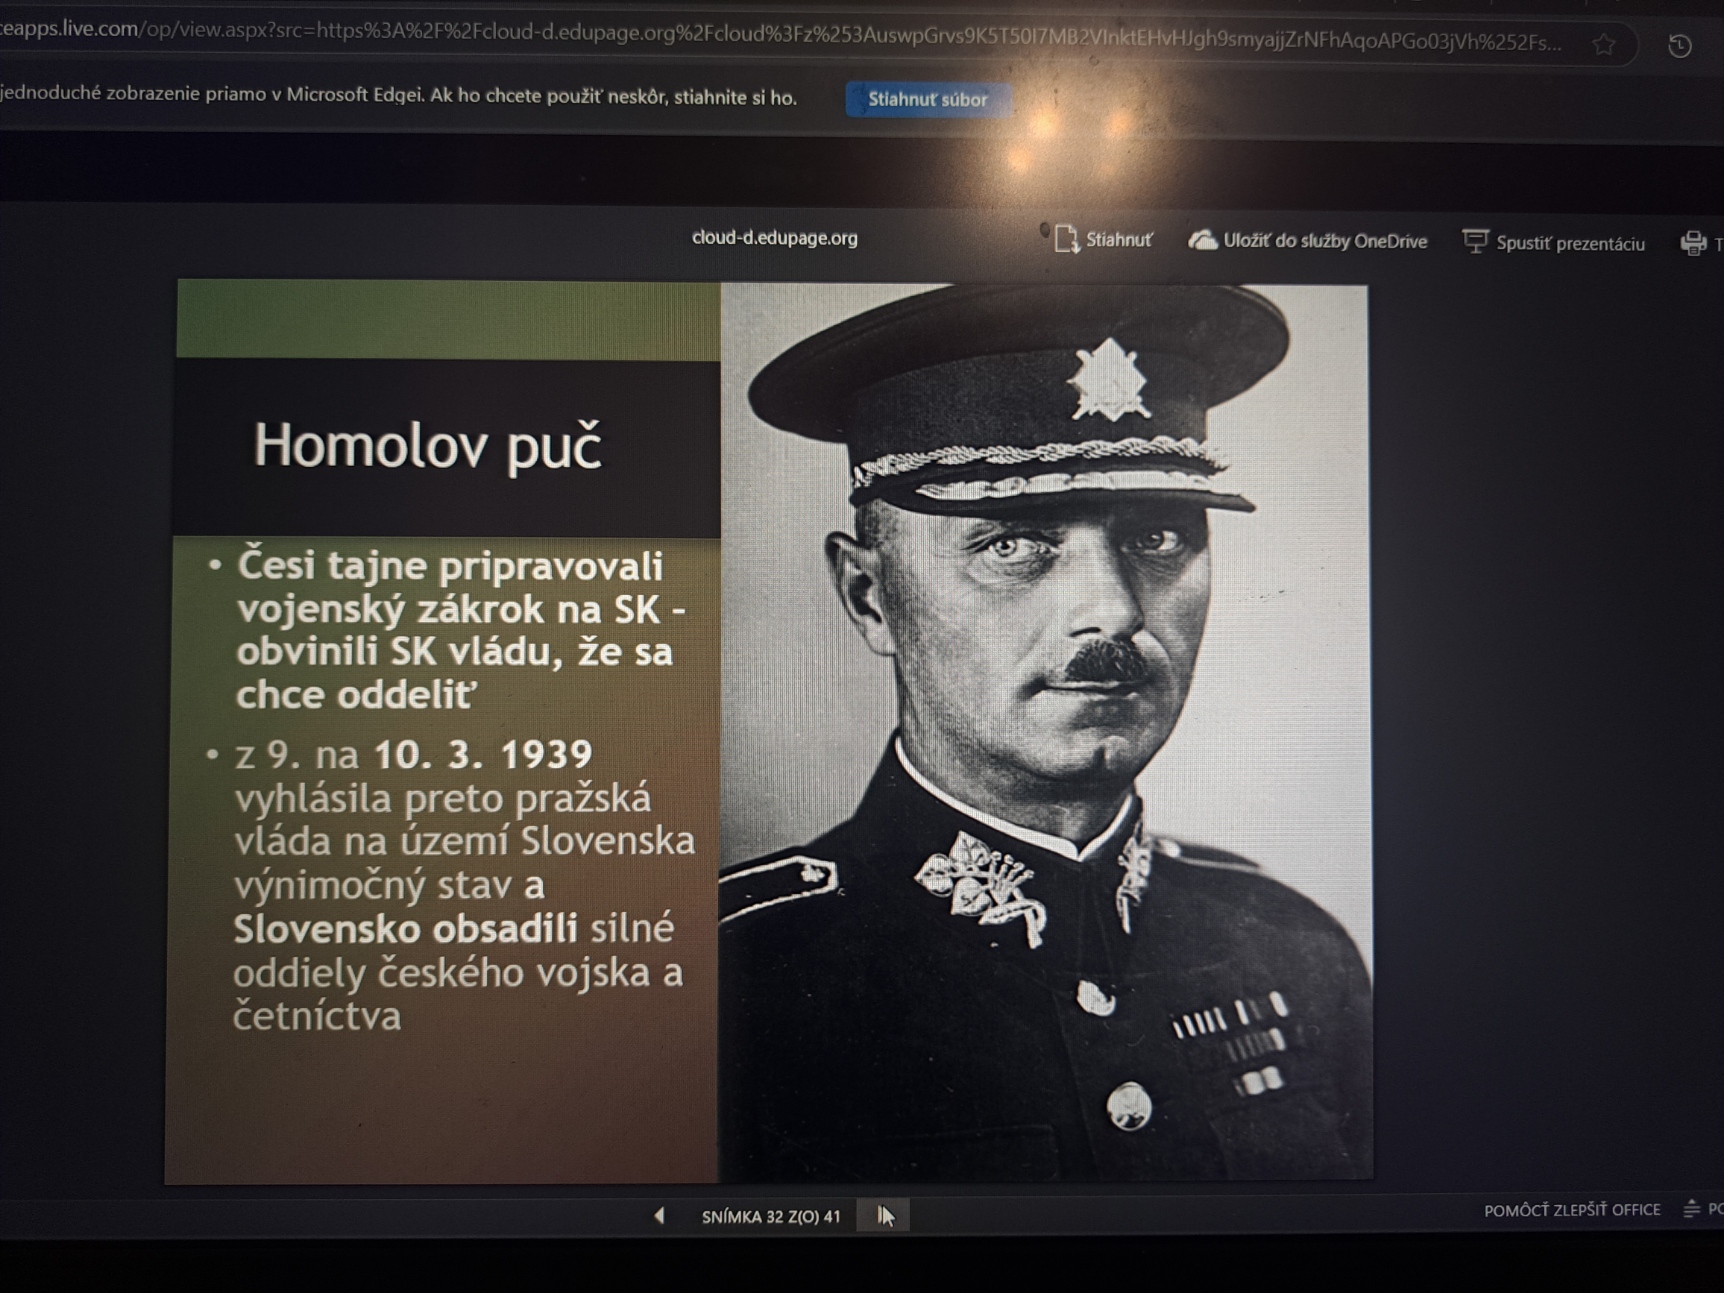 ceapps.live.com/op/view.aspx?src=https%3A%2F%2Fcloud-d.edupage.org%2Fcloud%3Fz%253AuswpGrvs9K5T50I7MB2VInktEHvHJgh9smyajjZrNFhAqoAPGo03jVh%252Fs...
jednoduché zobrazenie priamo v Microsoft Edgei. Ak ho chcete použiť neskôr, stiahnite si ho.
Stiahnuť súbor
cloud-d.edupage.org
Stiahnuť
Uložiť do služby OneDrive
Spustiť prezentáciu
T
Homolov puč
• Česi tajne pripravovali
vojenský zákrok na SK -
obvinili SK vládu, že sa
chce oddeliť
• z 9. na 10. 3. 1939
vyhlásila preto pražská
vláda na území Slovenska
výnimočný stav a
Slovensko obsadili silné
oddiely českého vojska a
četníctva
SNÍMKA 32 Z(O) 41
POMÔCŤ ZLEPŠIŤ OFFICE
PO